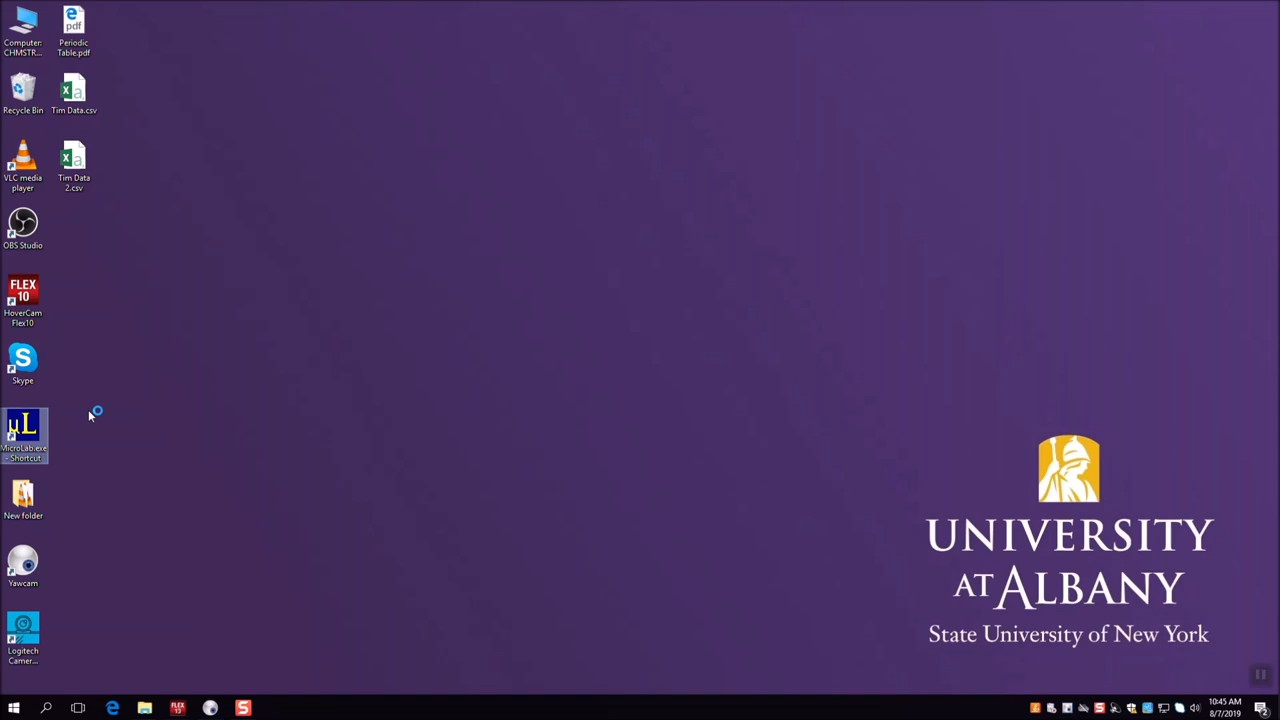 Computer:
CHMSTR...
Periodic
Table.pdf
Recycle Bin
Tim Data.csv
VLC media
player
Tim Data
2.csv
OBS Studio
FLEX
10
HoverCam
Flex10
Skype
µL
MicroLab.exe
- Shortcut
New folder
Yawcam
Logitech
Camer...
UNIVERSITY
AT ALBANY
State University of New York
10:45 AM
8/7/2019